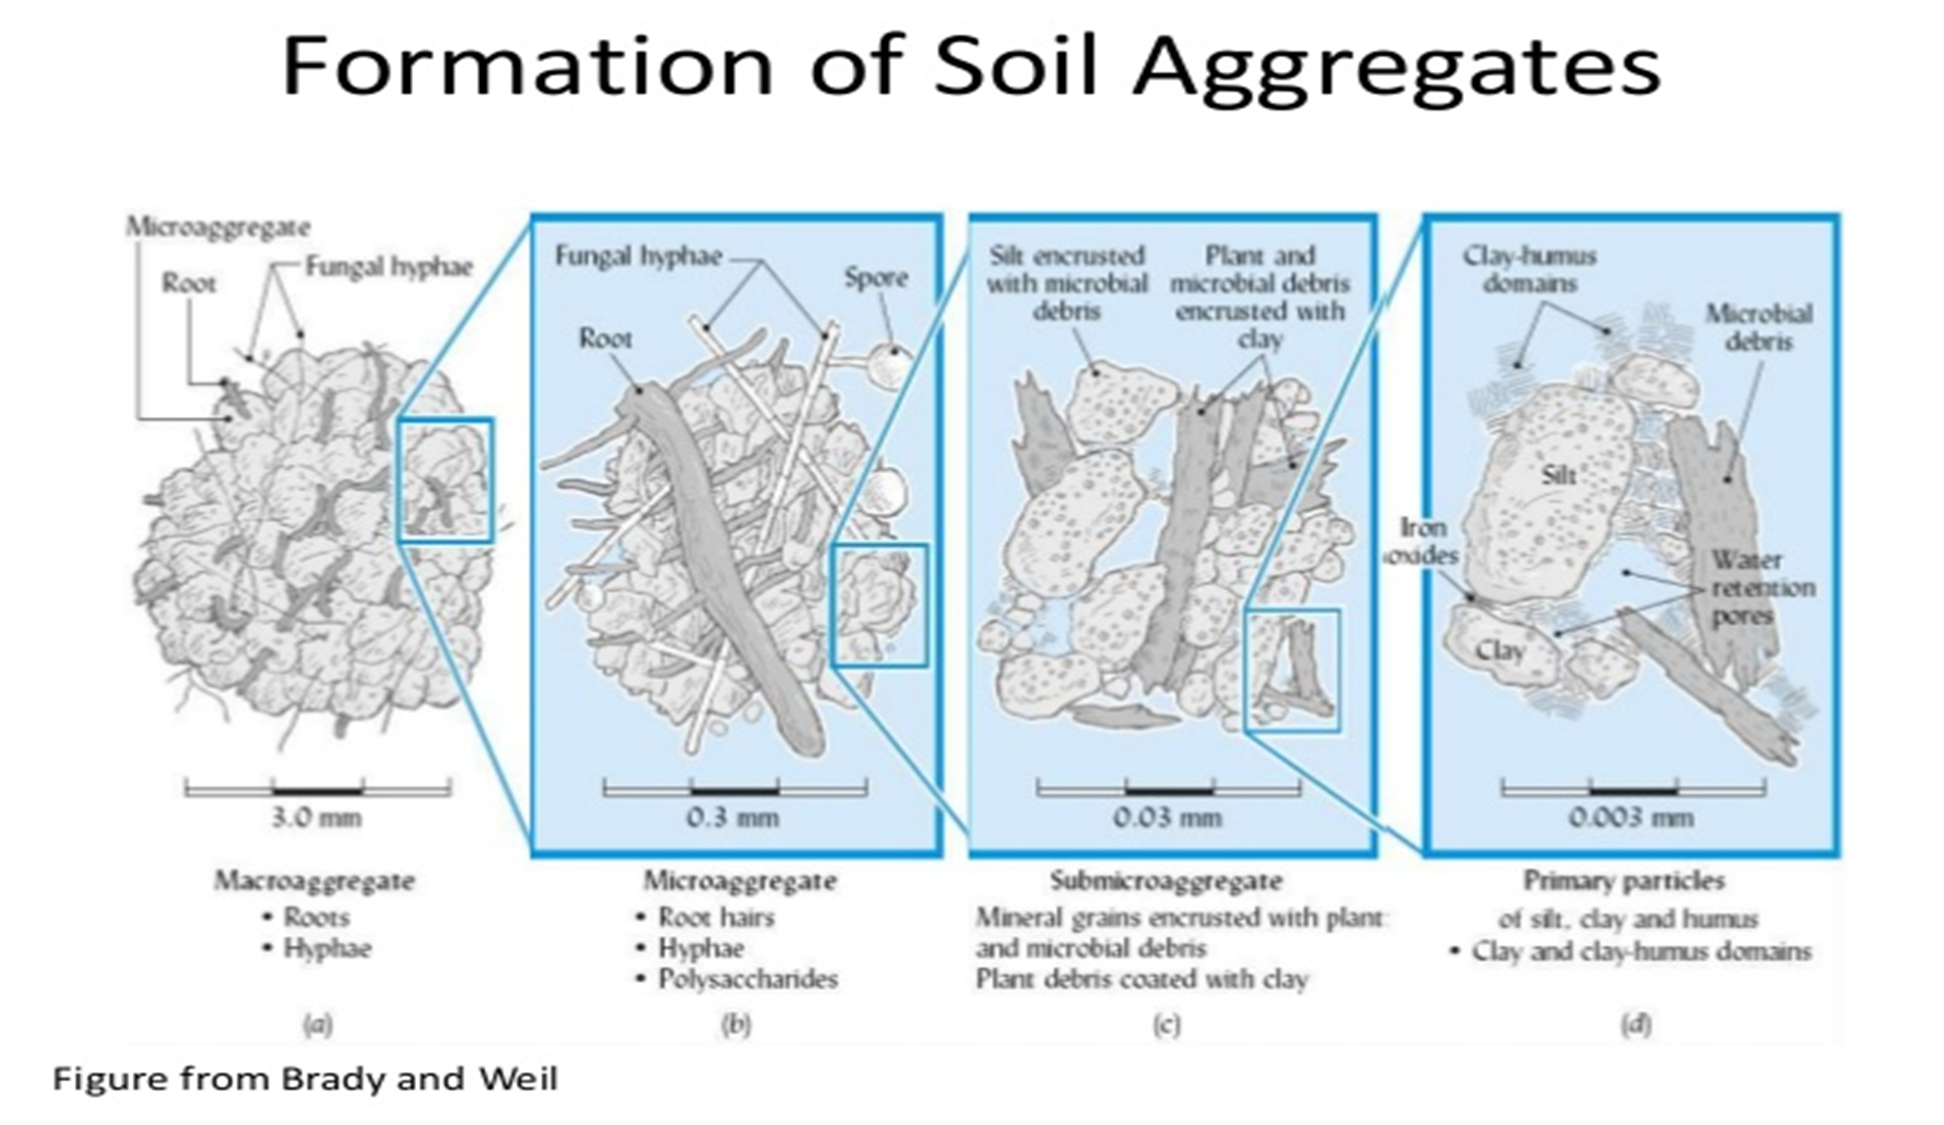 Formation of Soil Aggregates
Microaggregate
Root
Fungal hyphae
Fungal hyphae
Spore
Root
Silt encrusted
with microbial
debris
Plant and
microbial debris
encrusted with
clay
Clay-humus
domains
Microbial
debris
Silt
Iron
oxides
Water
retention
pores
Clay
3.0 mm
0.3 mm
0.03 mm
0.003 mm
Macroaggregate
• Roots
• Hyphae
(a)
Microaggregate
• Root hairs
• Hyphae
• Polysaccharides
(b)
Submicroaggregate
Mineral grains encrusted with plant
and microbial debris
Plant debris coated with clay
(c)
Primary particles
of silt, clay and humus
• Clay and clay-humus domains
(d)
Figure from Brady and Weil